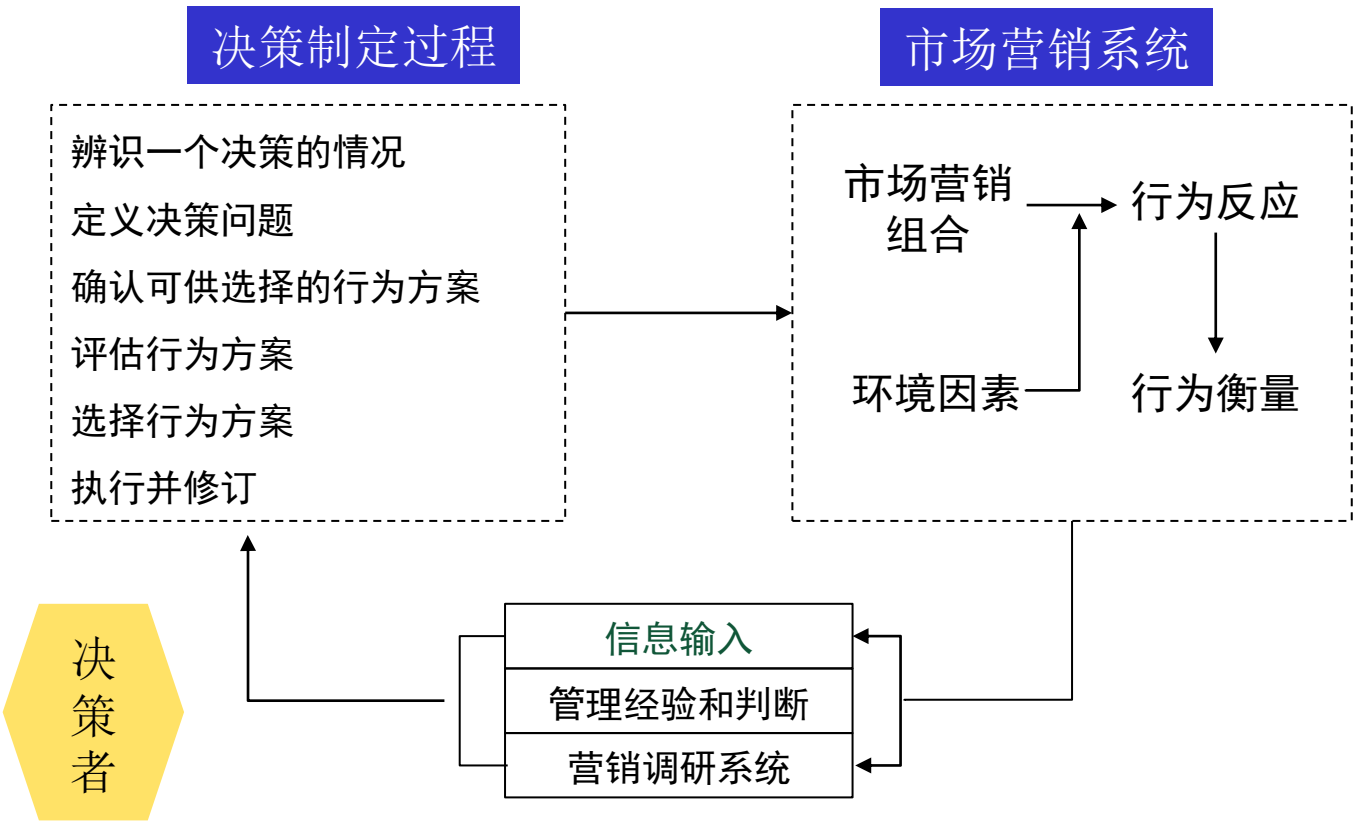 决策制定过程
市场营销系统
辨识一个决策的情况
定义决策问题
确认可供选择的行为方案
评估行为方案
选择行为方案
执行并修订
市场营销
组合
行为反应
环境因素
行为衡量
决
策
者
信息输入
管理经验和判断
营销调研系统